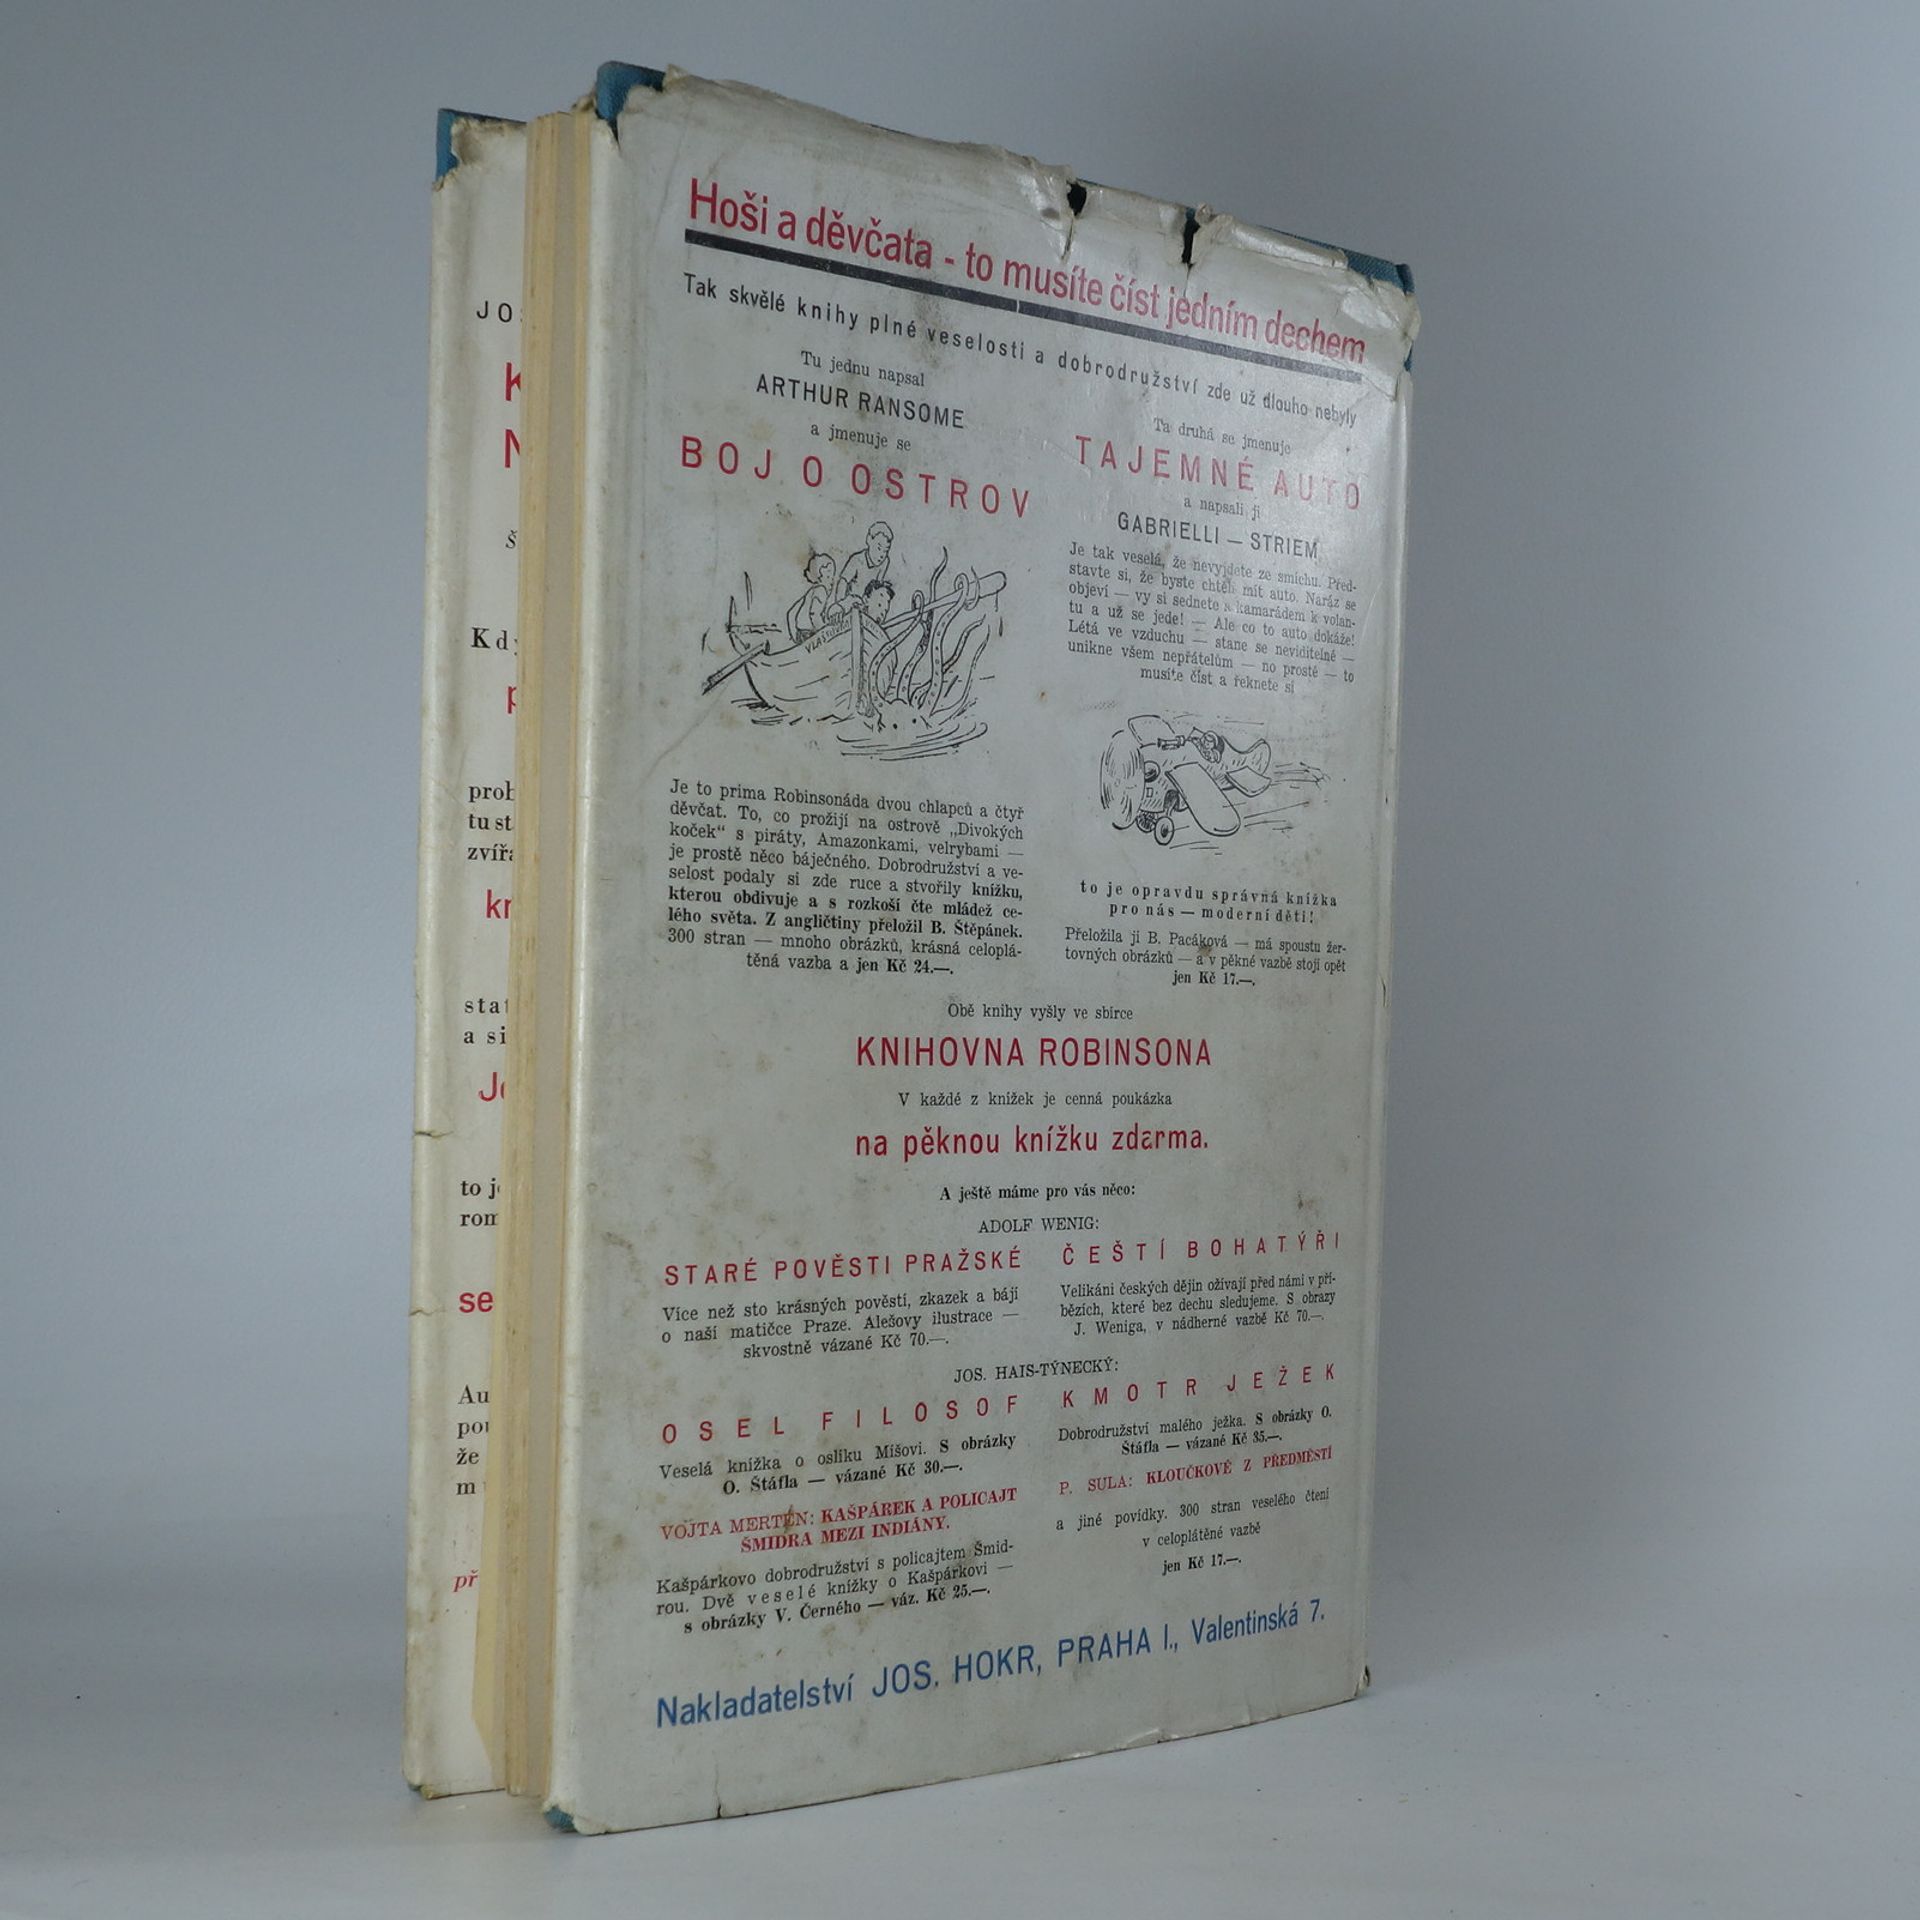 Hoši a děvčata - to musíte číst jedním dechem
Tak skvělé knihy plné veselosti a dobrodružství zde už dlouho nebyly
Tu jednu napsal
ARTHUR RANSOME
a jmenuje se
BOJ O OSTROV
Je to prima Robinsonáda dvou chlapců a čtyř
děvčat. To, co prožijí na ostrově „Divokých
koček“ s piráty, Amazonkami, velrybami —
je prostě něco báječného. Dobrodružství a ve-
selost podaly si zde ruce a stvořily knížku,
kterou obdivuje a s rozkoší čte mládež ce-
lého světa. Z angličtiny přeložil B. Štěpánek.
300 stran — mnoho obrázků, krásná celoplá-
těná vazba a jen Kč 24.—.
Ta druhá se jmenuje
TAJEMNÉ AUTO
a napsali ji
GABRIELLI — STRIEM
Je tak veselá, že nevyjdete ze smíchu. Před-
stavte si, že byste chtěli mít auto. Naráz se
objeví — vy si sednete s kamarádem k volan-
tu a už se jede! — Ale co to auto dokáže!
Létá ve vzduchu — stane se neviditelné —
unikne všem nepřátelům — no prostě — to
musíte číst a řeknete si
to je opravdu správná knížka
pro nás — moderní děti!
Přeložila ji B. Pacáková — má spoustu žer-
tovných obrázků — a v pěkné vazbě stojí opět
jen Kč 17.—.
Obě knihy vyšly ve sbírce
KNIHOVNA ROBINSONA
V každé z knížek je cenná poukázka
na pěknou knížku zdarma.
A ještě máme pro vás něco:
ADOLF WENIG:
STARÉ POVĚSTI PRAŽSKÉ
Více než sto krásných pověstí, zkazek a bájí
o naší matičce Praze. Alešovy ilustrace —
skvostně vázané Kč 70.—.
ČEŠTÍ BOHATÝŘI
Velikáni českých dějin ožívají před námi v pří-
bězích, které bez dechu sledujeme. S obrazy
J. Weniga, v nádherné vazbě Kč 70.—.
JOS. HAIS-TÝNECKÝ:
OSEL FILOSOF
Veselá knížka o oslíku Míšovi. S obrázky
O. Štáfla — vázané Kč 30.—.
VOJTA MERTEN: KAŠPÁREK A POLICAJT
ŠMIDRA MEZI INDIÁNY.
Kašpárkovo dobrodružství s policajtem Šmid-
rou. Dvě veselé knížky o Kašpárkovi —
s obrázky V. Černého — váz. Kč 25.—.
KMOTR JEŽEK
Dobrodružství malého ježka. S obrázky O.
Štáfla — vázané Kč 35.—.
P. SULA: KLOUČKOVÉ Z PŘEDMĚSTÍ
a jiné povídky. 300 stran veselého čtení
v celoplátěné vazbě
jen Kč 17.—.
Nakladatelství JOS. HOKR, PRAHA I., Valentinská 7.